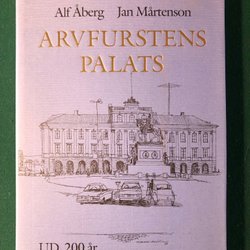 Alf Åberg Jan Mårtenson
ARVFURSTENS
PALATS
UD 200 år